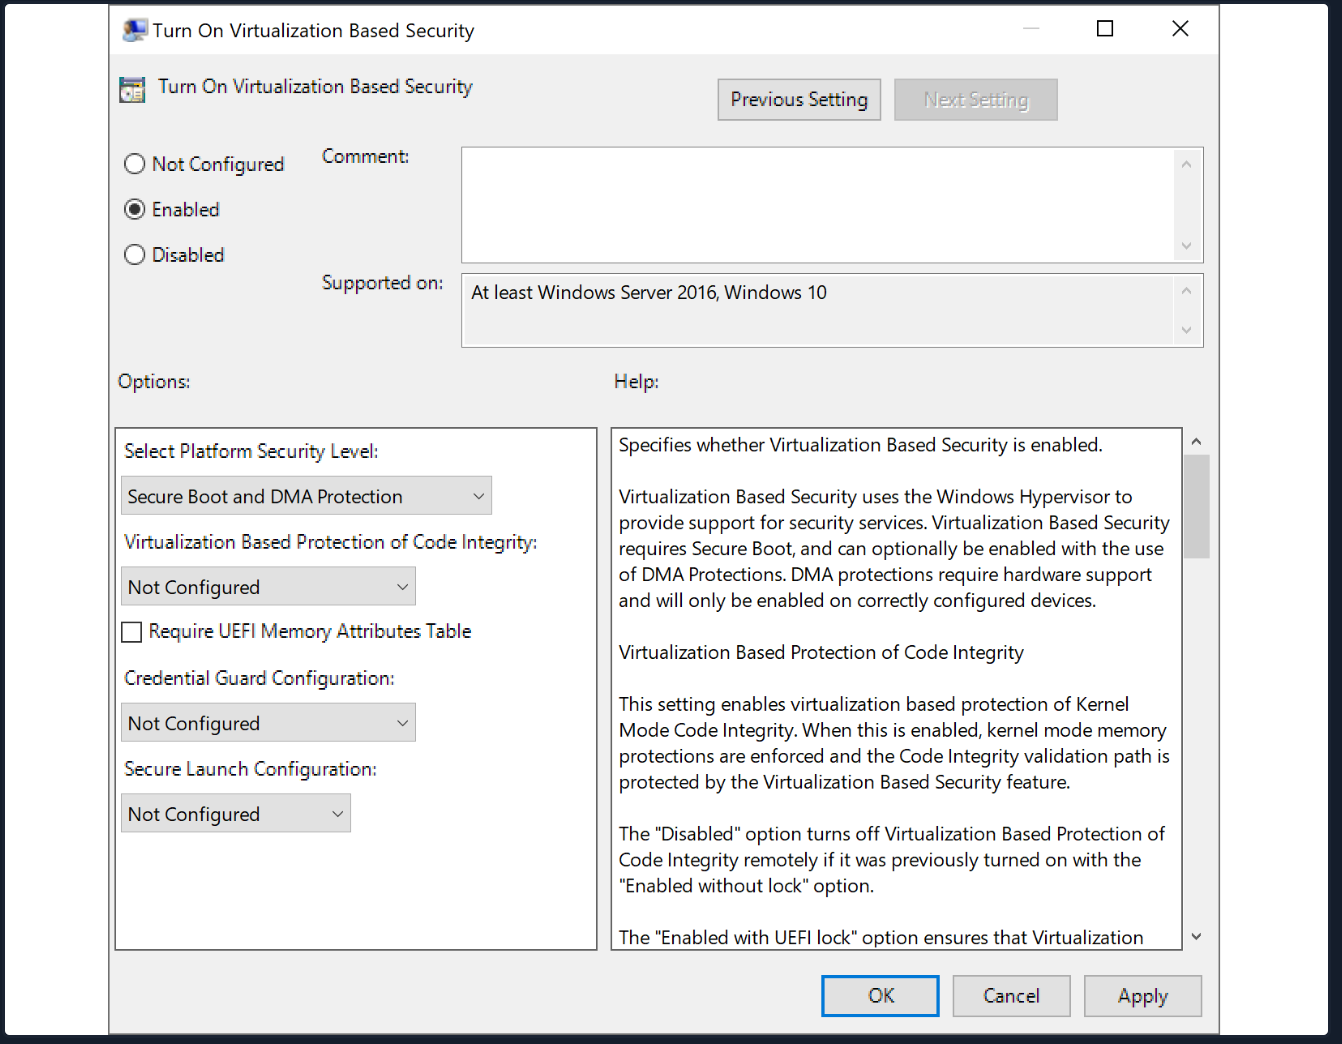 Turn On Virtualization Based Security
Turn On Virtualization Based Security
Previous Setting
Next Setting
Not Configured
Comment:
Enabled
Disabled
Supported on:
At least Windows Server 2016, Windows 10
Options:
Help:
Select Platform Security Level:
Secure Boot and DMA Protection
Virtualization Based Protection of Code Integrity:
Not Configured
Require UEFI Memory Attributes Table
Credential Guard Configuration:
Not Configured
Secure Launch Configuration:
Not Configured
Specifies whether Virtualization Based Security is enabled.
Virtualization Based Security uses the Windows Hypervisor to
provide support for security services. Virtualization Based Security
requires Secure Boot, and can optionally be enabled with the use
of DMA Protections. DMA protections require hardware support
and will only be enabled on correctly configured devices.
Virtualization Based Protection of Code Integrity
This setting enables virtualization based protection of Kernel
Mode Code Integrity. When this is enabled, kernel mode memory
protections are enforced and the Code Integrity validation path is
protected by the Virtualization Based Security feature.
The "Disabled" option turns off Virtualization Based Protection of
Code Integrity remotely if it was previously turned on with the
"Enabled without lock" option.
The "Enabled with UEFI lock" option ensures that Virtualization
OK
Cancel
Apply